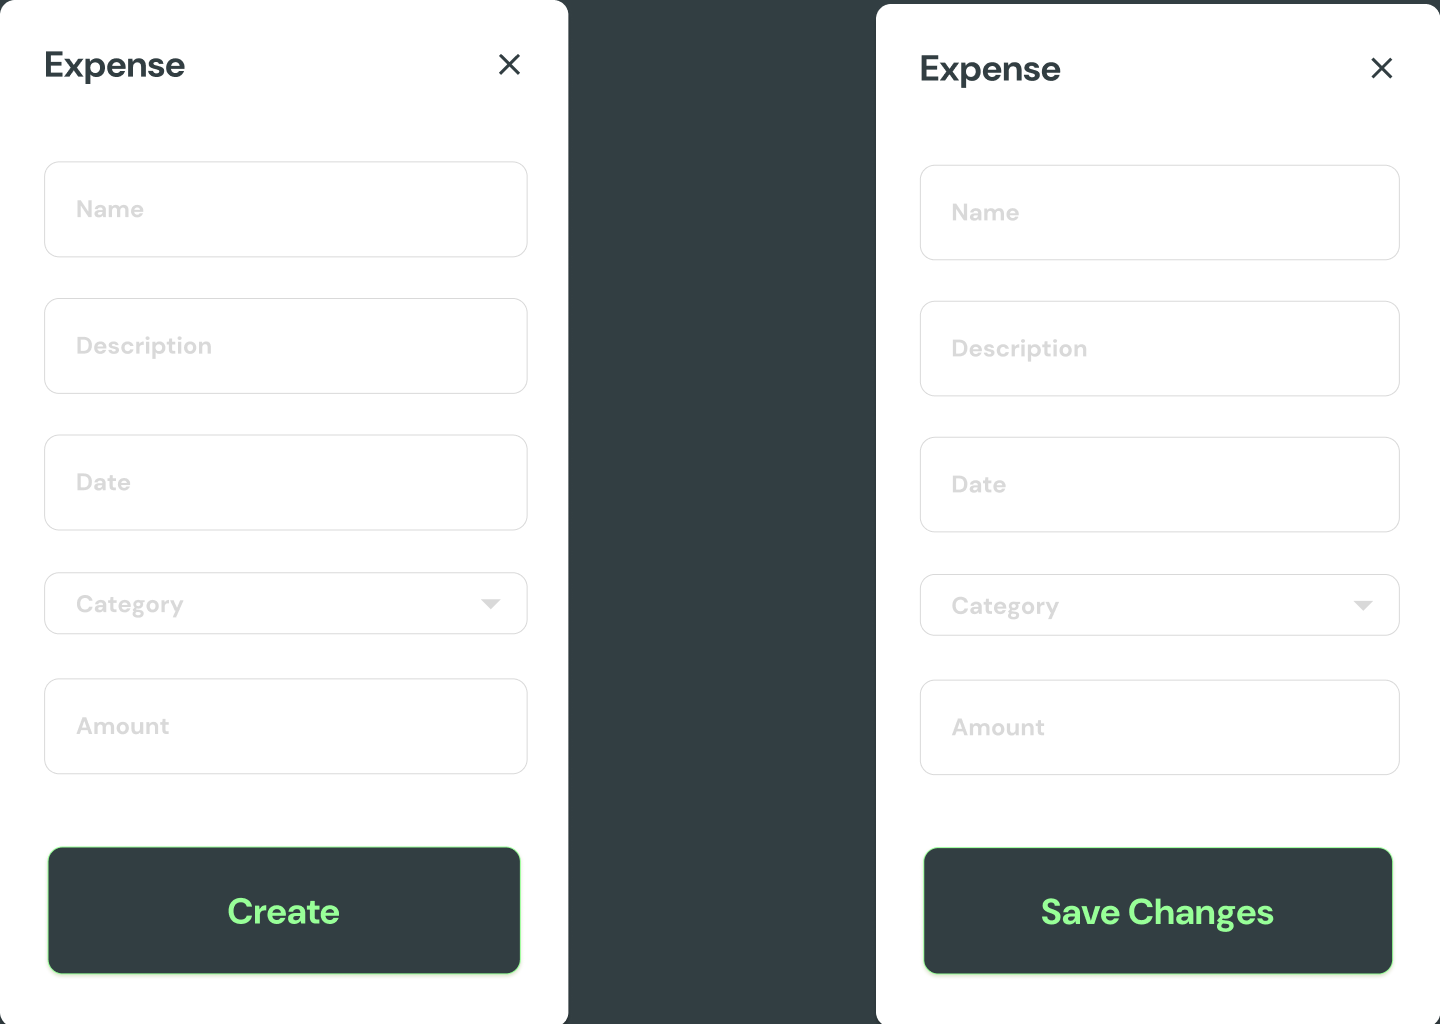 Expense
Name
Description
Date
Category
Amount
Create
Expense
Name
Description
Date
Category
Amount
Save Changes